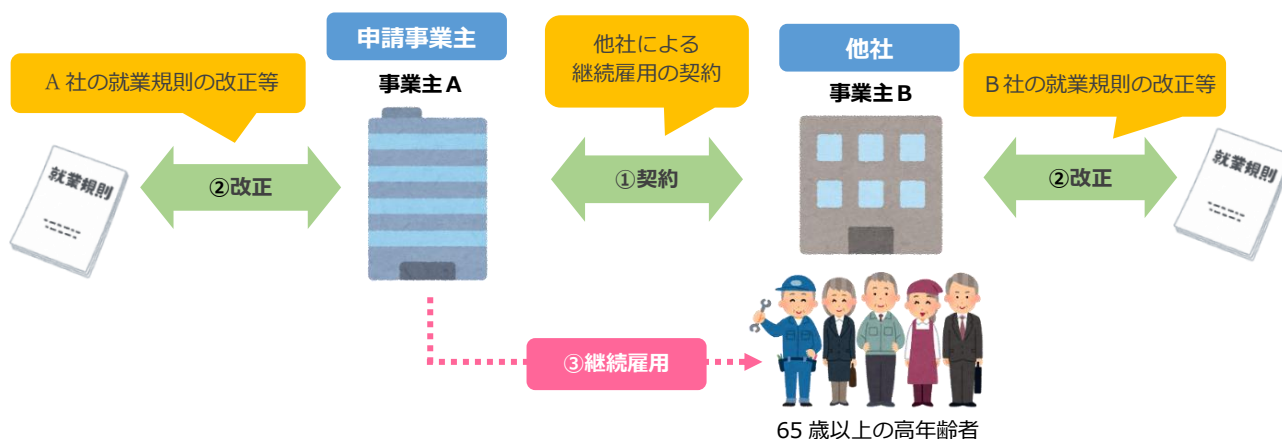 申請事業主
他社による
継続雇用の契約
他社
A 社の就業規則の改正等
事業主 A
事業主 B
B 社の就業規則の改正等
就業規則
②改正
①契約
②改正
就業規則
③継続雇用
65 歳以上の高年齢者